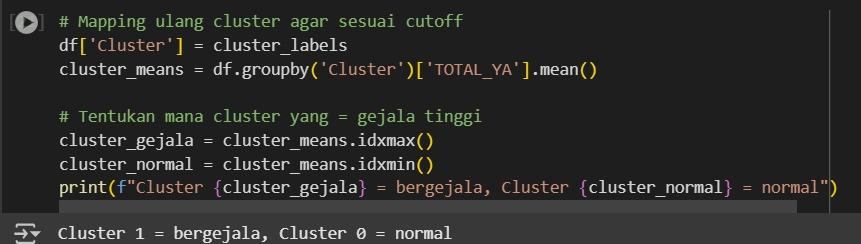 # Mapping ulang cluster agar sesuai cutoff
df['Cluster'] = cluster_labels
cluster_means = df.groupby('Cluster')['TOTAL_YA'].mean()
# Tentukan mana cluster yang = gejala tinggi
cluster_gejala = cluster_means.idxmax()
cluster_normal = cluster_means.idxmin()
print(f"Cluster {cluster_gejala} = bergejala, Cluster {cluster_normal} = normal")
Cluster 1 = bergejala, Cluster 0 = normal